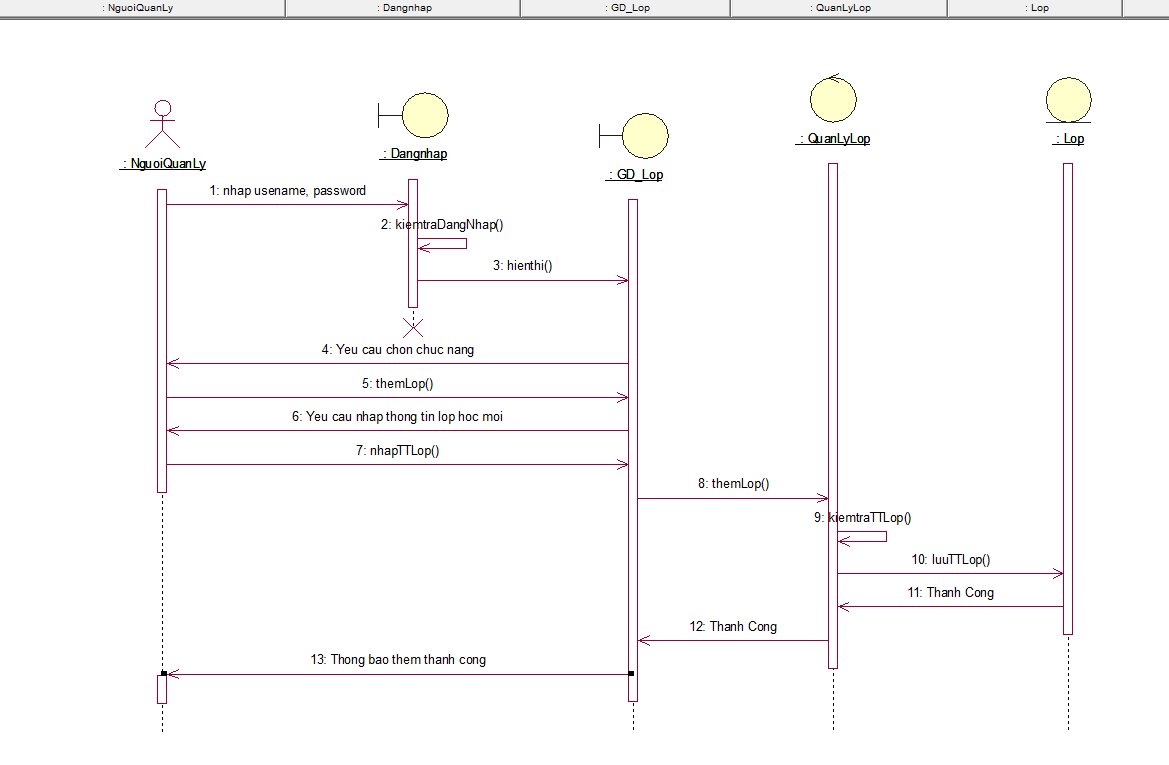 : NguoiQuanLy
: Dangnhap
: GD_Lop
: QuanLyLop
: Lop
: NguoiQuanLy
: Dangnhap
: GD_Lop
: QuanLyLop
: Lop
1: nhap usename, password
2: kiemtraDangNhap()
3: hienthi()
4: Yeu cau chon chuc nang
5: themLop()
6: Yeu cau nhap thong tin lop hoc moi
7: nhapTTLop()
8: themLop()
9: kiemtraTTLop()
10: luuTTLop()
11: Thanh Cong
12: Thanh Cong
13: Thong bao them thanh cong